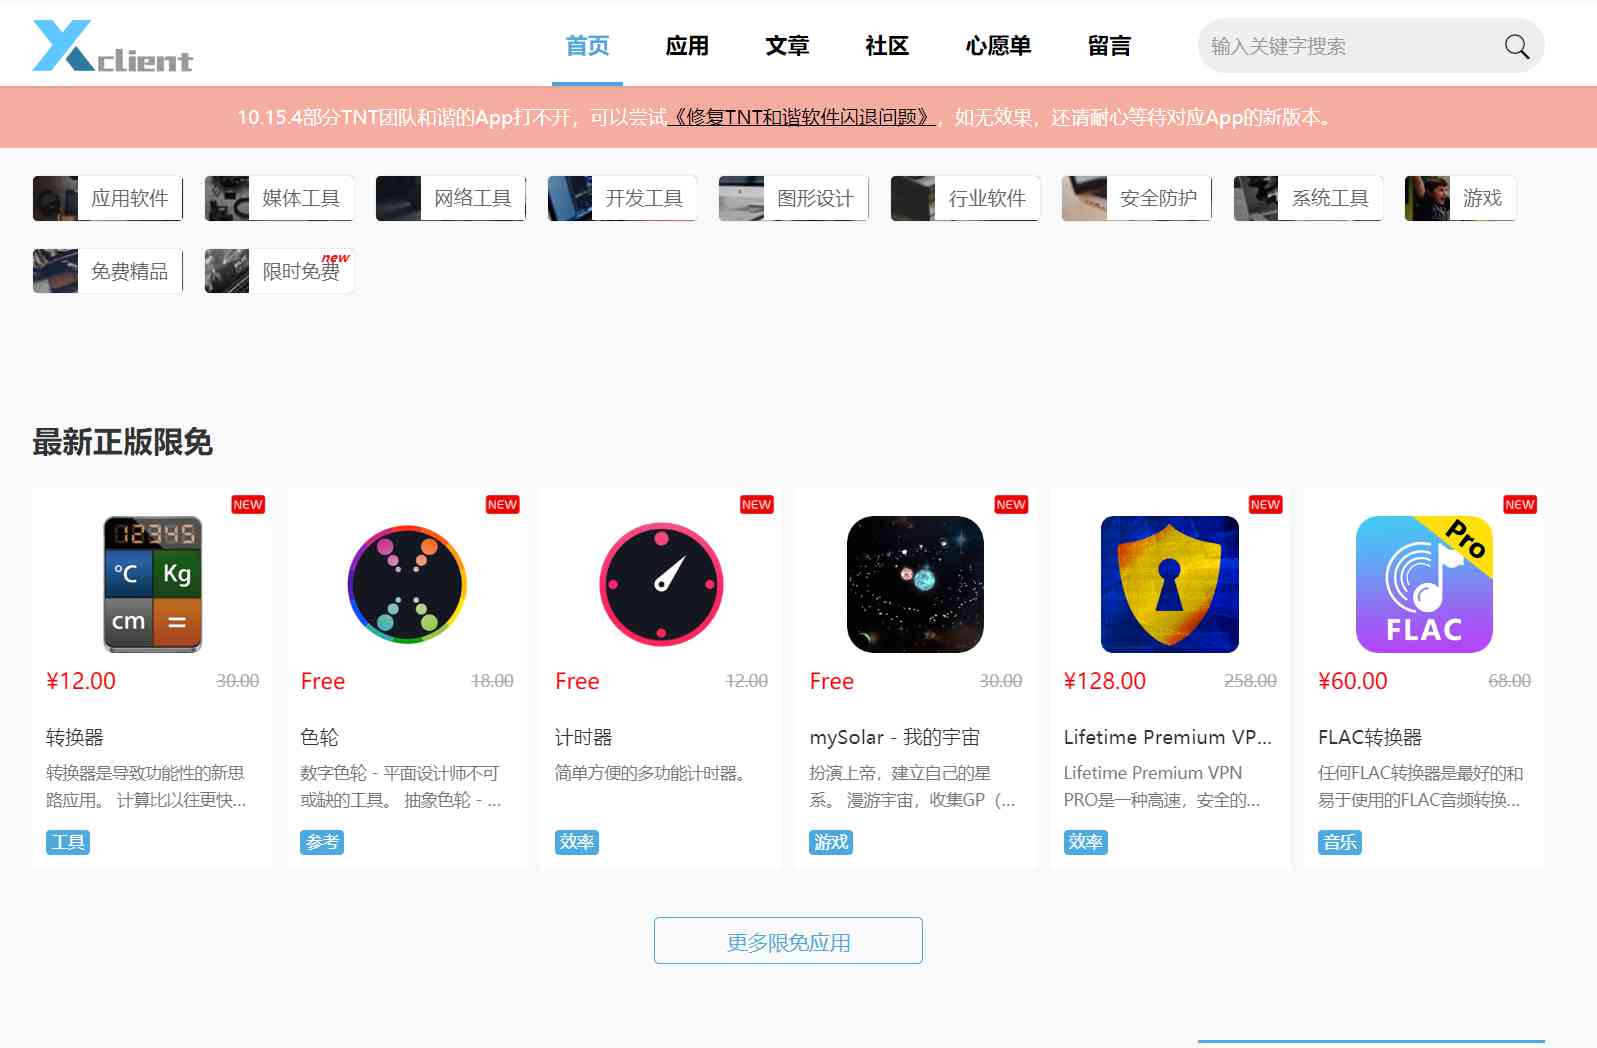 Xclient
首页
应用
文章
社区
心愿单
留言
输入关键字搜索
10.15.4部分TNT团队和谐的App打不开，可以尝试《修复TNT和谐软件闪退问题》，如无效果，还请耐心等待对应App的新版本。
应用软件
媒体工具
网络工具
开发工具
图形设计
行业软件
安全防护
系统工具
游戏
免费精品
限时免费
new
最新正版限免
NEW
12345
°C
Kg
cm
=
¥12.00
30.00
转换器
转换器是导致功能性的新思
路应用。 计算比以往更快...
工具
NEW
Free
18.00
色轮
数字色轮 - 平面设计师不可
或缺的工具。 抽象色轮 - ...
参考
NEW
Free
12.00
计时器
简单方便的多功能计时器。
效率
NEW
Free
30.00
mySolar - 我的宇宙
扮演上帝，建立自己的星
系。 漫游宇宙，收集GP（...
游戏
NEW
¥128.00
258.00
Lifetime Premium VP...
Lifetime Premium VPN
PRO是一种高速，安全的...
效率
NEW
Pro
FLAC
¥60.00
68.00
FLAC转换器
任何FLAC转换器是最好的和
易于使用的FLAC音频转换...
音乐
更多限免应用